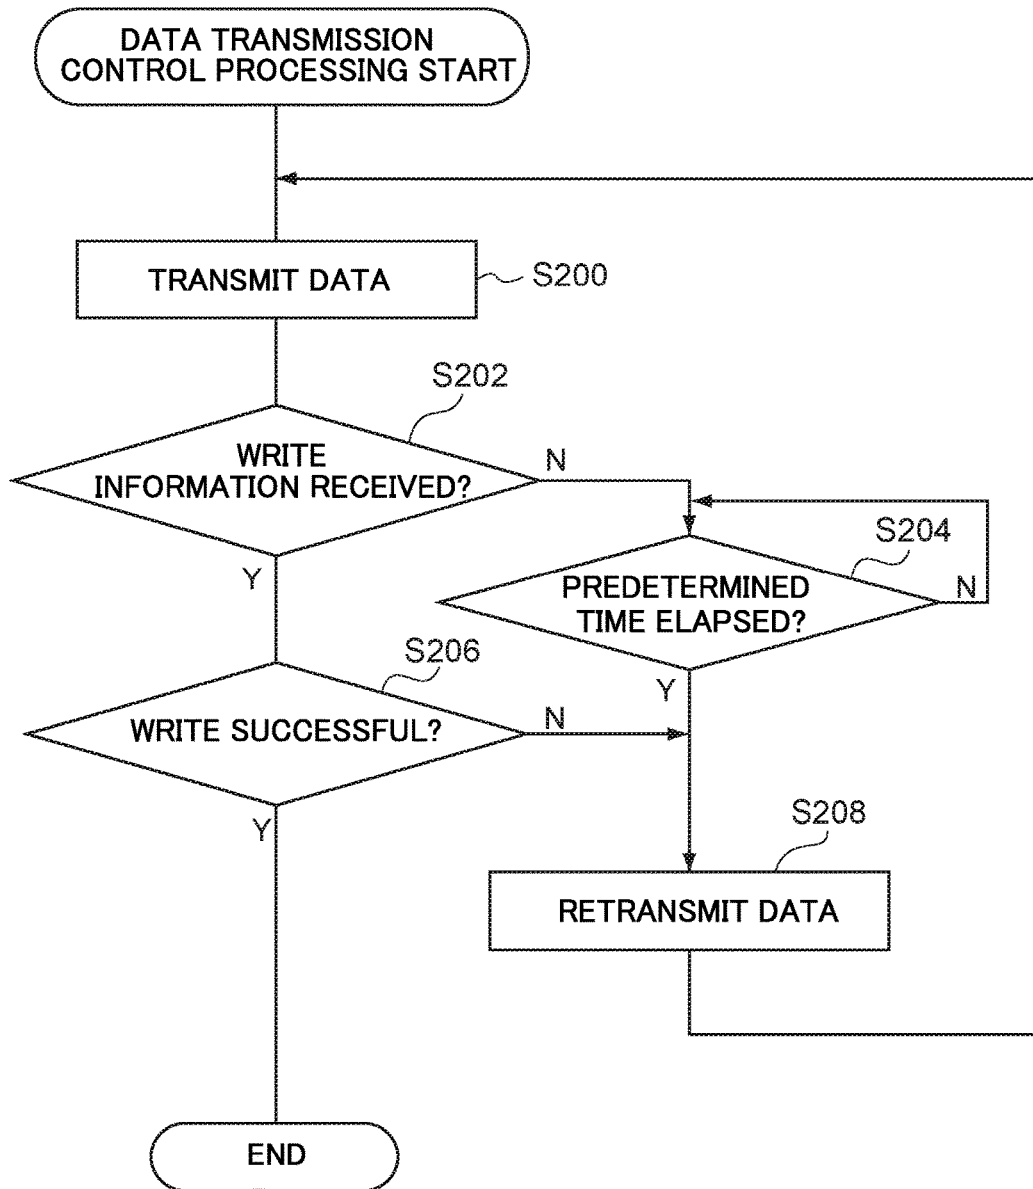 DATA TRANSMISSION
CONTROL PROCESSING START
TRANSMIT DATA
S200
S202
WRITE
INFORMATION RECEIVED?
N
Y
S204
PREDETERMINED
TIME ELAPSED?
N
Y
S206
WRITE SUCCESSFUL?
N
Y
S208
RETRANSMIT DATA
END